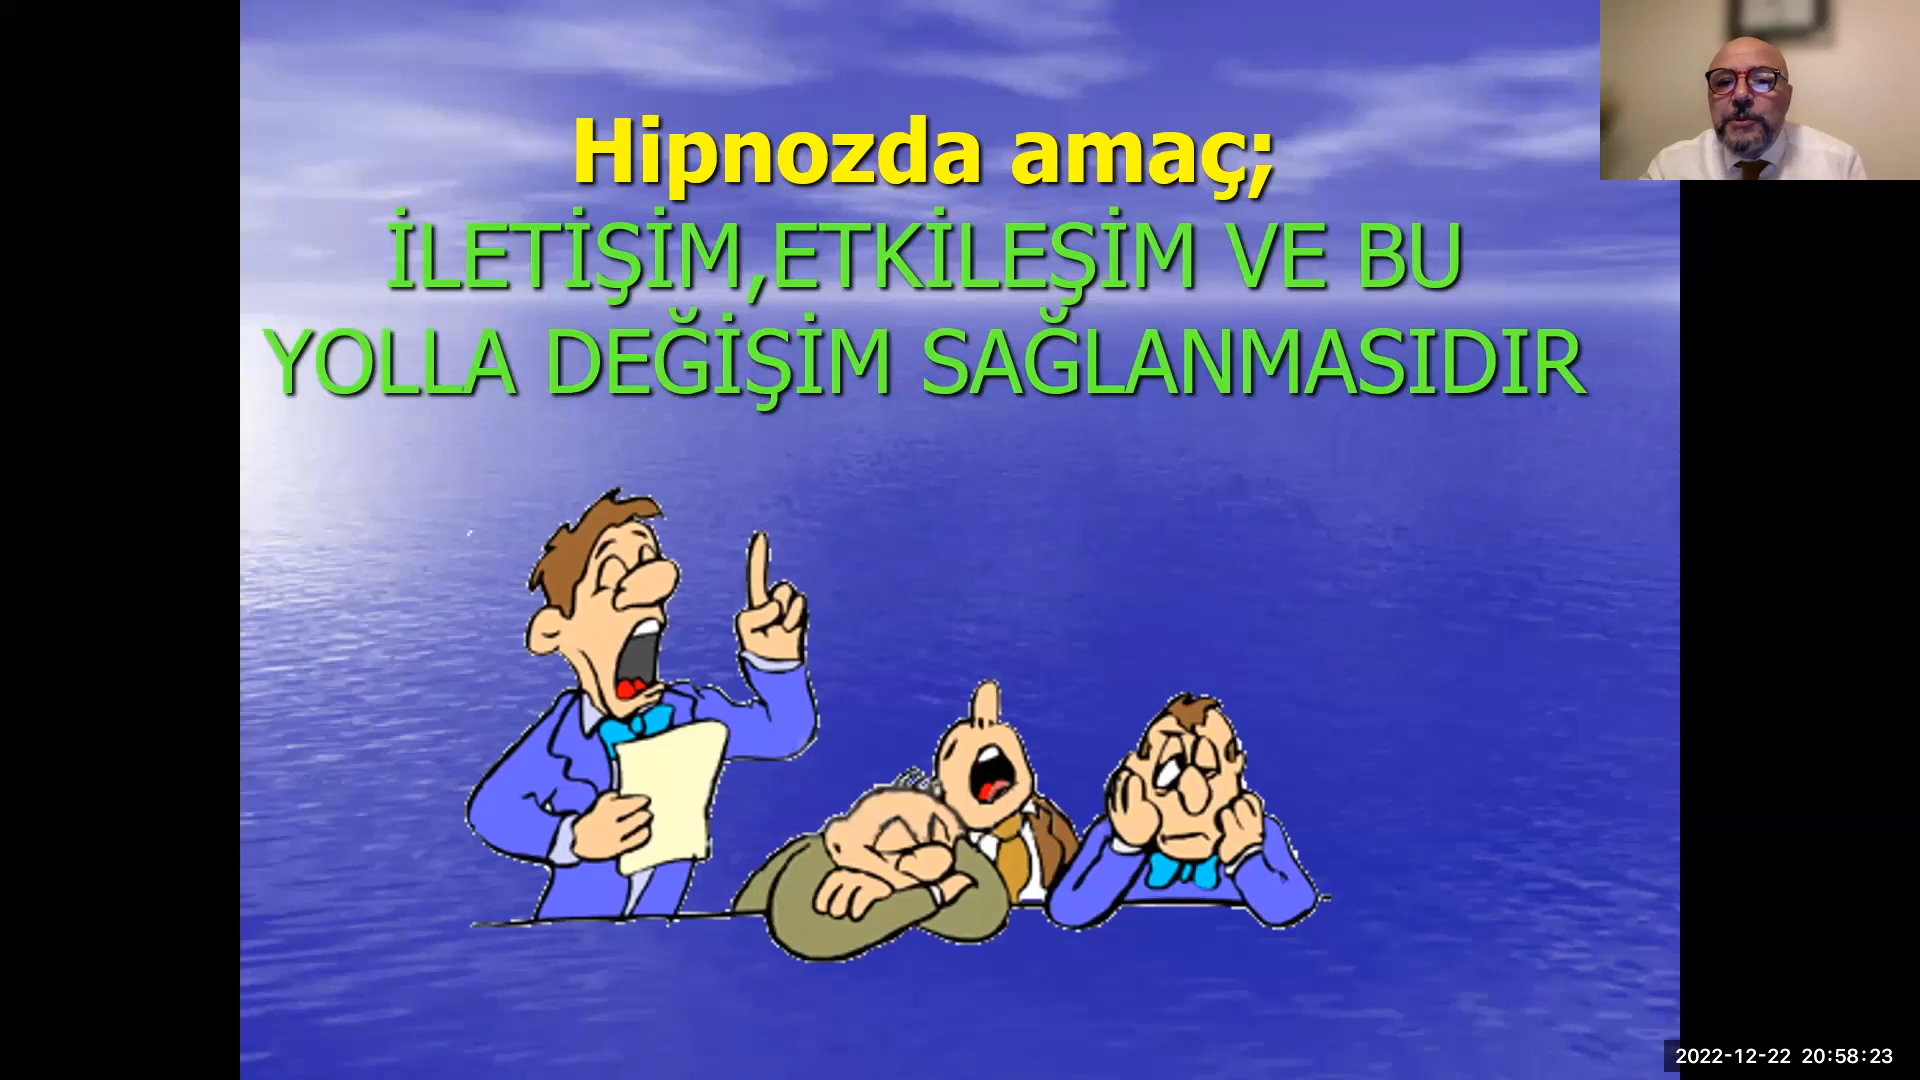 Hipnozda amaç;
İLETİŞİM,ETKİLEŞİM VE BU
YOLLA DEĞİŞİM SAĞLANMASIDIR
2022-12-22 20:58:23